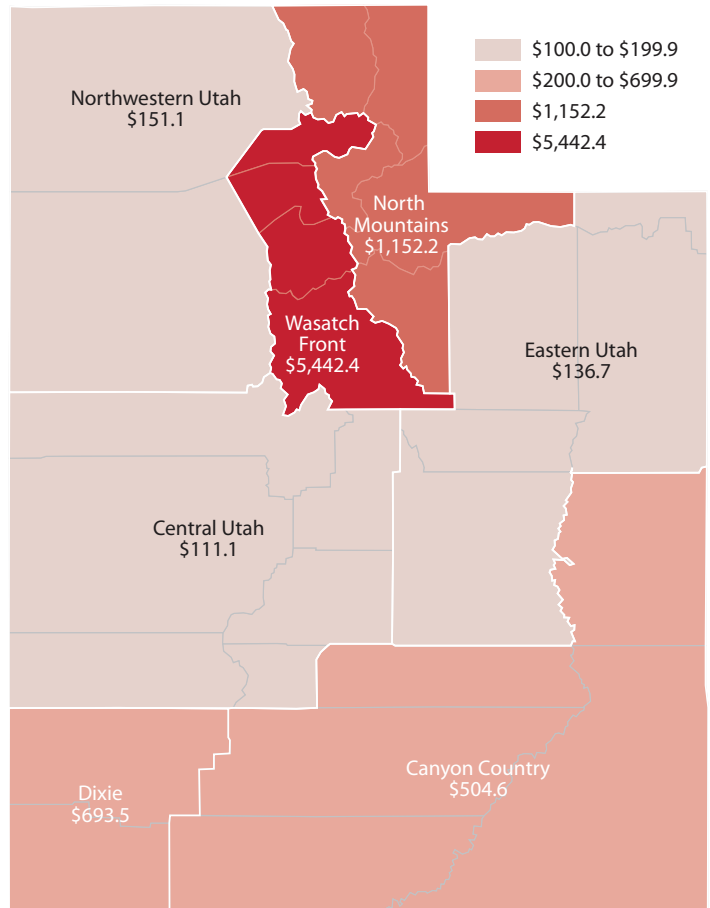 $100.0 to $199.9
$200.0 to $699.9
$1,152.2
$5,442.4
Northwestern Utah
$151.1
North
Mountains
$1,152.2
Wasatch
Front
$5,442.4
Eastern Utah
$136.7
Central Utah
$111.1
Canyon Country
$504.6
Dixie
$693.5